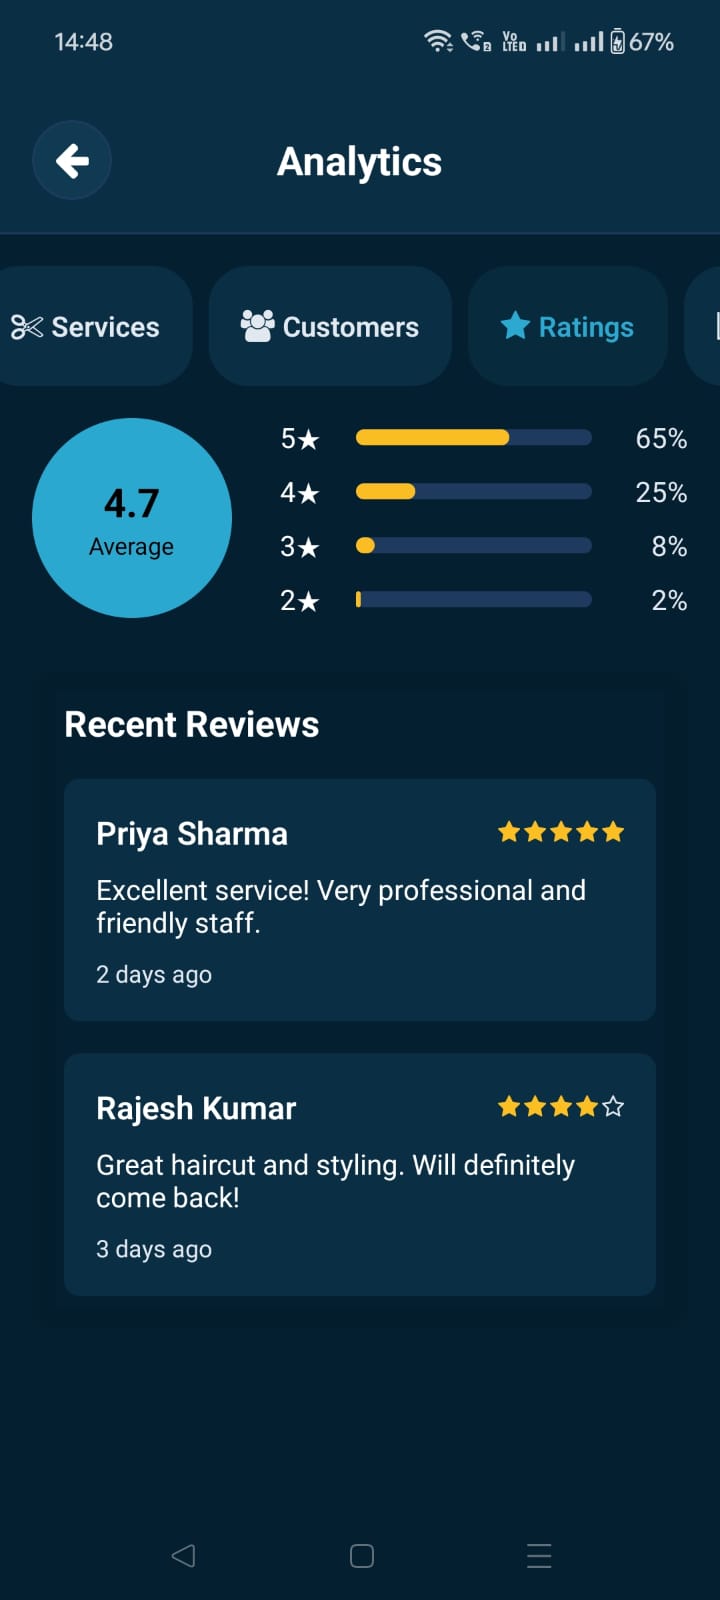 14:48 2 VO LTED 67%
Analytics
Services Customers Ratings
4.7
Average
5★ 65%
4★ 25%
3★ 8%
2★ 2%
Recent Reviews
Priya Sharma
Excellent service! Very professional and
friendly staff.
2 days ago
Rajesh Kumar
Great haircut and styling. Will definitely
come back!
3 days ago